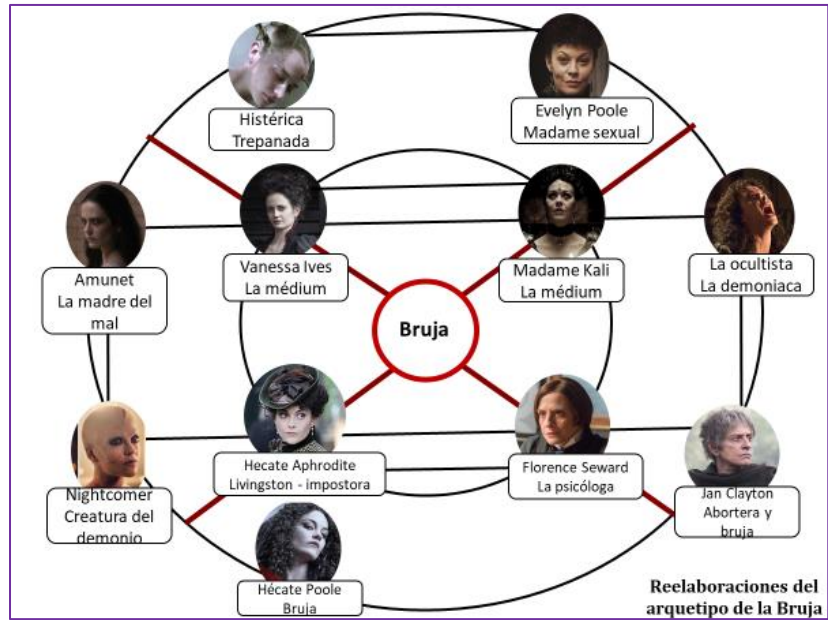 Histérica
Trepanada
Evelyn Poole
Madame sexual
Amunet
La madre del
mal
Vanessa Ives
La médium
Madame Kali
La médium
La ocultista
La demoniaca
Bruja
Nightcomer
Creatura del
demonio
Hecate Aphrodite
Livingston - impostora
Florence Seward
La psicóloga
Jan Clayton
Abortera y
bruja
Hécate Poole
Bruja
Reelaboraciones del
arquetipo de la Bruja